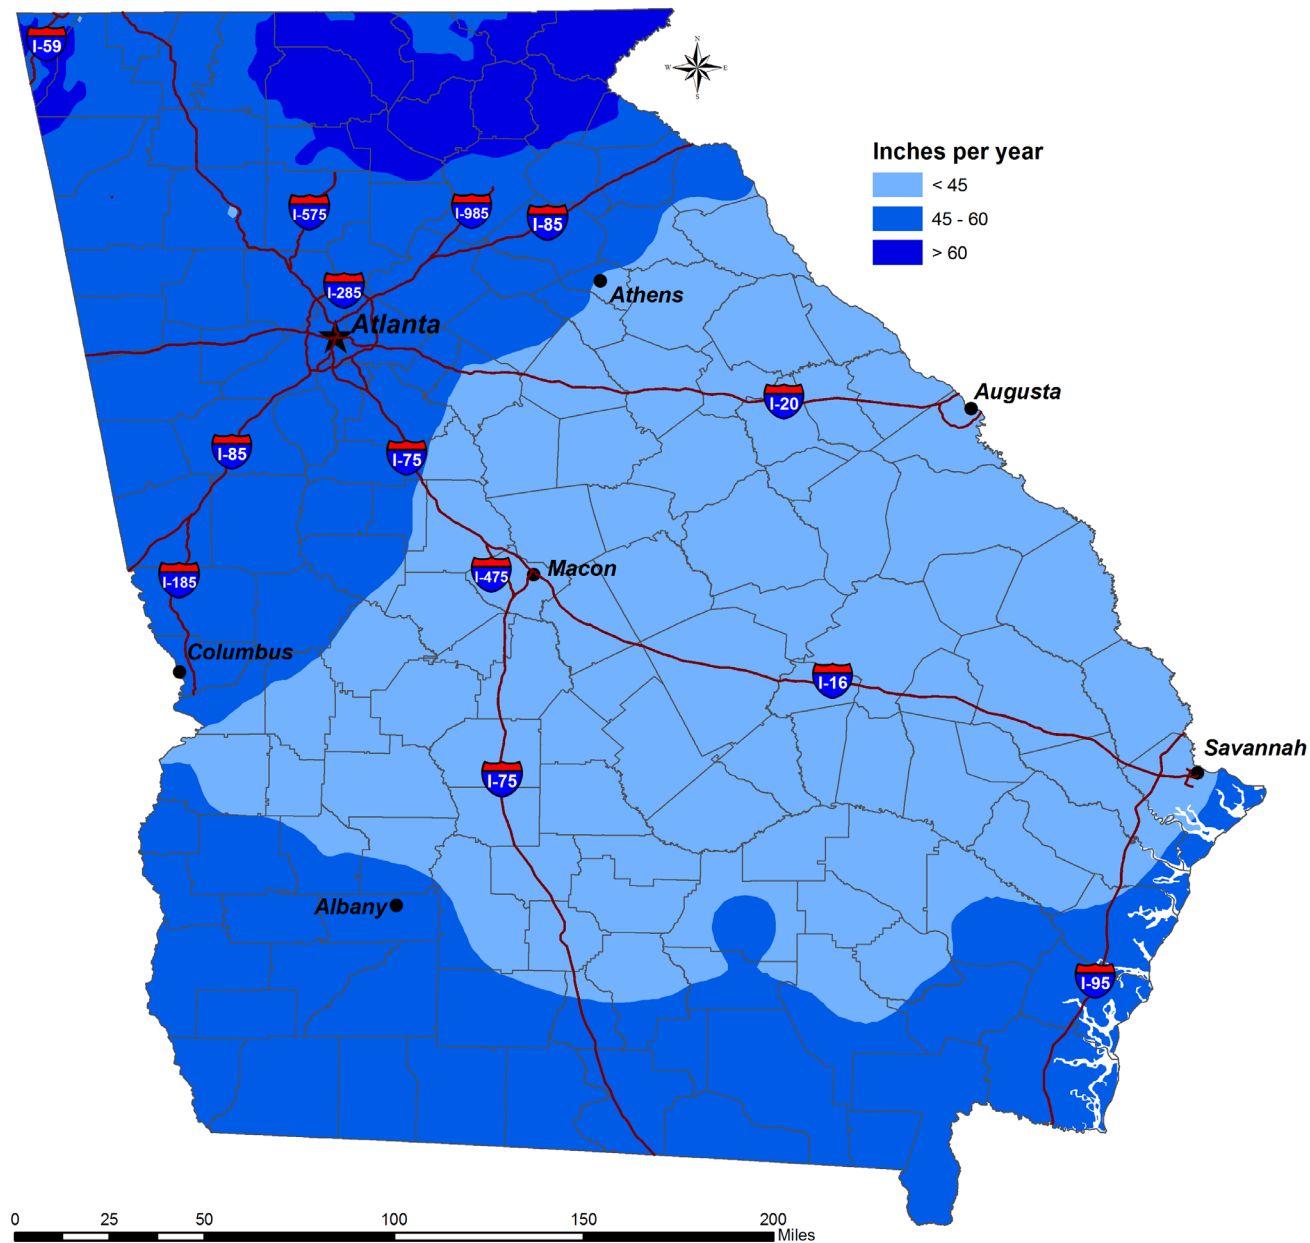 I-59
N
W E
S
Inches per year
< 45
45 - 60
> 60
I-575
I-985
I-85
I-285
Athens
Atlanta
Augusta
I-20
I-85
I-75
Macon
I-475
I-185
Columbus
I-16
Savannah
I-75
Albany
I-95
0 25 50 100 150 200
Miles